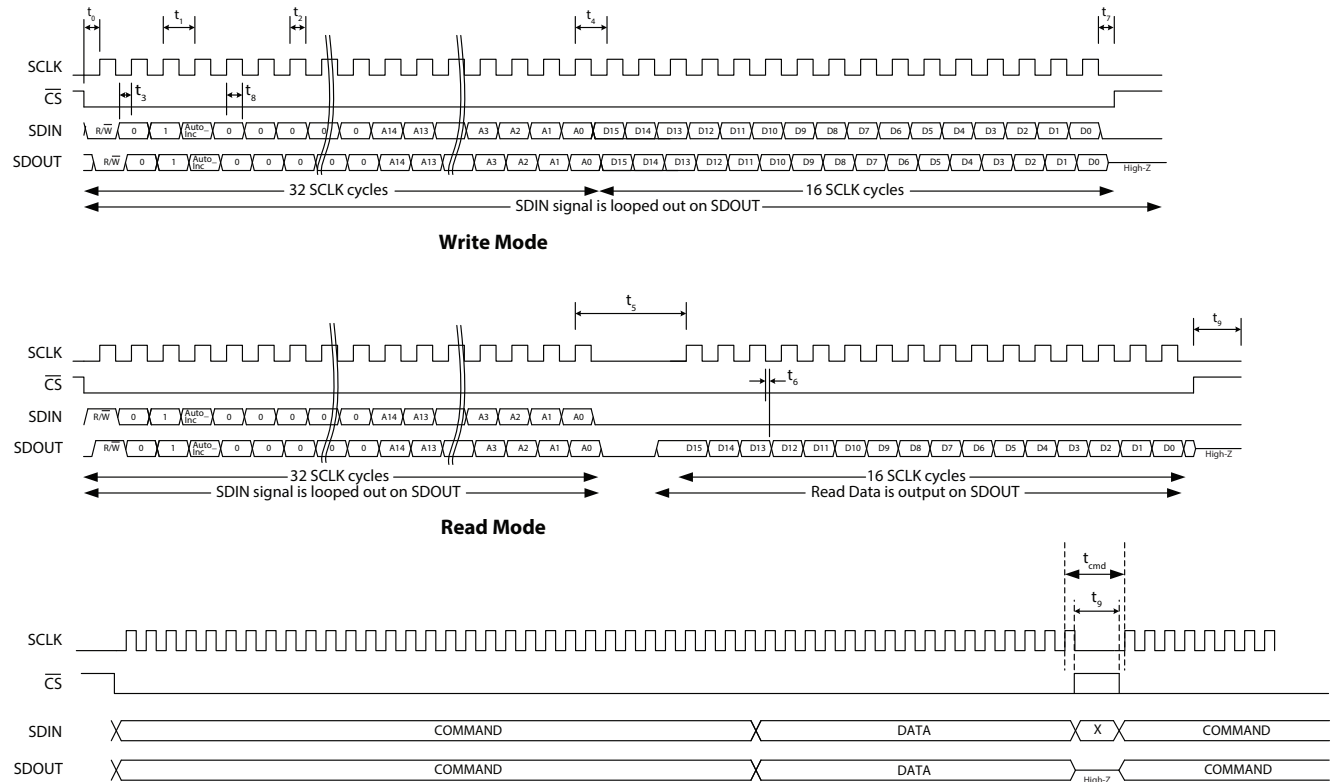 t0 t1 t2 t4 t7
SCLK
t3 t8
CS
SDIN R/W 0 1 Auto_Inc 0 0 0 0 0 A14 A13 A3 A2 A1 A0 D15 D14 D13 D12 D11 D10 D9 D8 D7 D6 D5 D4 D3 D2 D1 D0
SDOUT R/W 0 1 Auto_Inc 0 0 0 0 0 A14 A13 A3 A2 A1 A0 D15 D14 D13 D12 D11 D10 D9 D8 D7 D6 D5 D4 D3 D2 D1 D0 High-Z
32 SCLK cycles 16 SCLK cycles
SDIN signal is looped out on SDOUT
Write Mode
t5 t9
SCLK
CS t6
SDIN R/W 0 1 Auto_Inc 0 0 0 0 0 A14 A13 A3 A2 A1 A0
SDOUT R/W 0 1 Auto_Inc 0 0 0 0 0 A14 A13 A3 A2 A1 A0 D15 D14 D13 D12 D11 D10 D9 D8 D7 D6 D5 D4 D3 D2 D1 D0 High-Z
32 SCLK cycles 16 SCLK cycles
SDIN signal is looped out on SDOUT Read Data is output on SDOUT
Read Mode
tcmd
t9
SCLK
CS
SDIN COMMAND DATA X COMMAND
SDOUT COMMAND DATA High-Z COMMAND